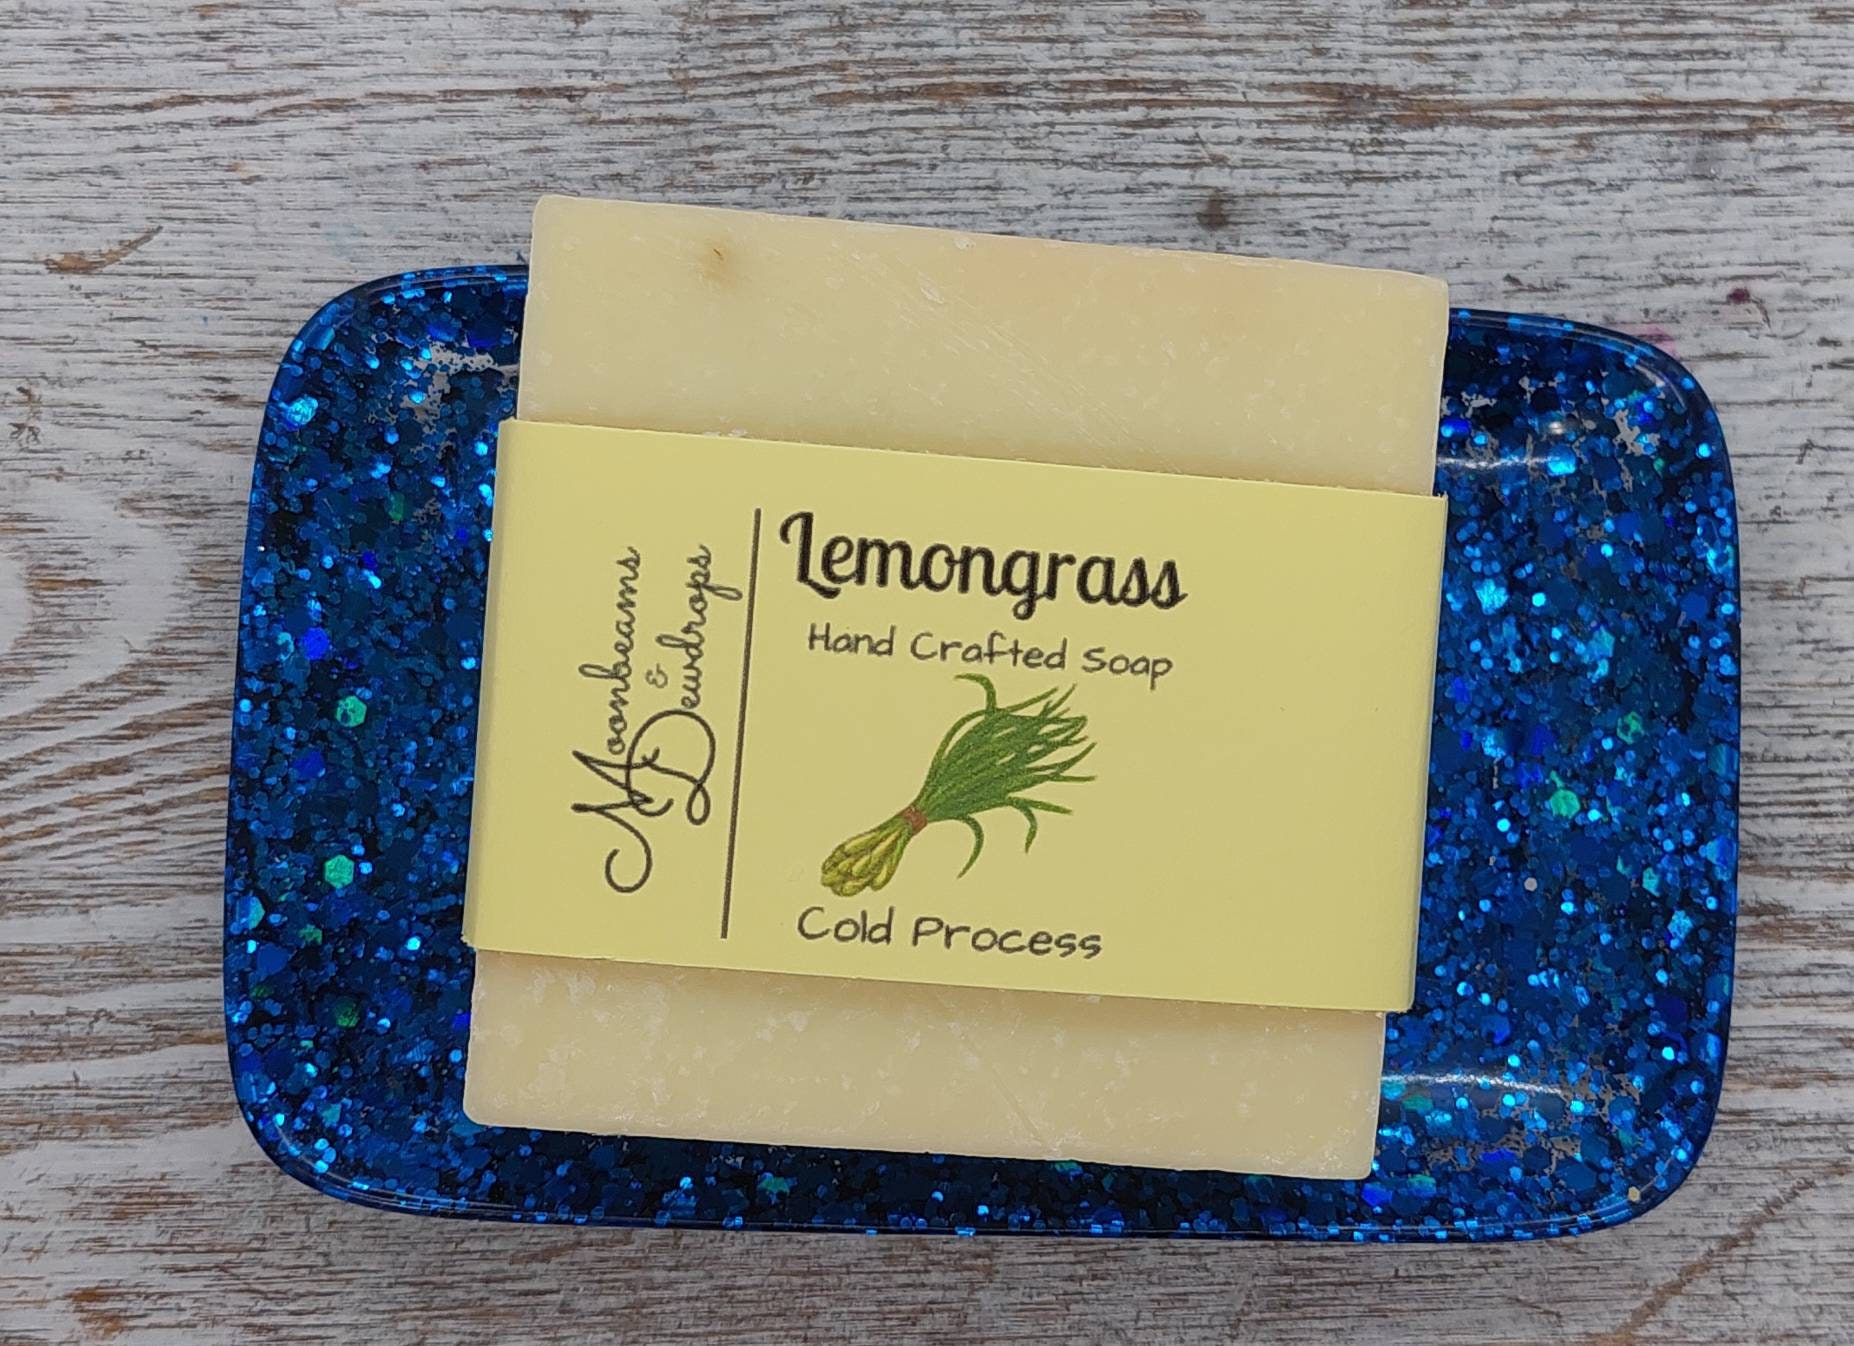 Moonbeams
&
Dewdrops
Lemongrass
Hand Crafted Soap
Cold Process